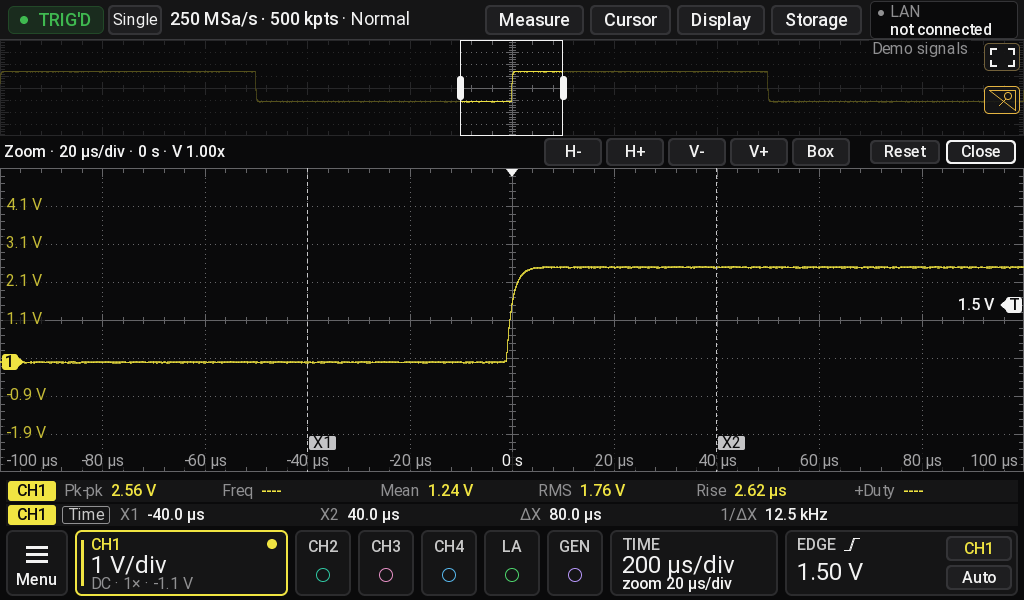 TRIG'D Single 250 MSa/s · 500 kpts · Normal Measure Cursor Display Storage LAN
not connected
Demo signals
Zoom · 20 µs/div · 0 s · V 1.00x H- H+ V- V+ Box Reset Close
4.1 V
3.1 V
2.1 V
1.5 V T
1.1 V
1
-0.9 V
-1.9 V
X1 X2
-100 µs -80 µs -60 µs -40 µs -20 µs 0 s 20 µs 40 µs 60 µs 80 µs 100 µs
CH1 Pk-pk 2.56 V Freq ---- Mean 1.24 V RMS 1.76 V Rise 2.62 µs +Duty ----
CH1 Time X1 -40.0 µs X2 40.0 µs ΔX 80.0 µs 1/ΔX 12.5 kHz
Menu
CH1
1 V/div
DC · 1× · -1.1 V
CH2 CH3 CH4 LA GEN
TIME
200 µs/div
zoom 20 µs/div
EDGE
1.50 V
CH1
Auto